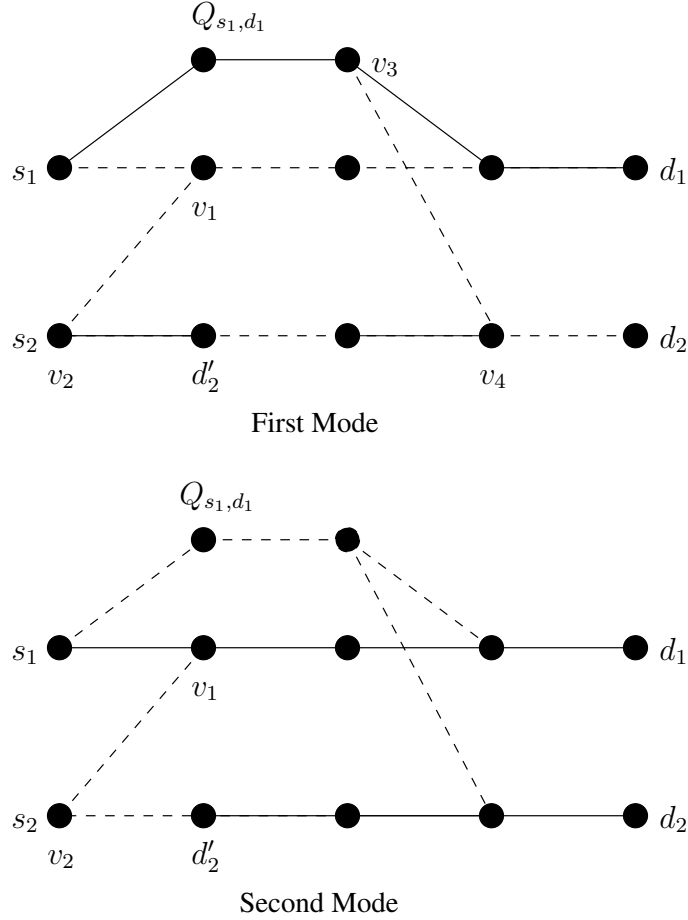 Q_{s_1,d_1}
v_3
s_1 d_1
v_1
s_2 d_2
v_2 d'_2 v_4
First Mode
Q_{s_1,d_1}
s_1 d_1
v_1
s_2 d_2
v_2 d'_2
Second Mode